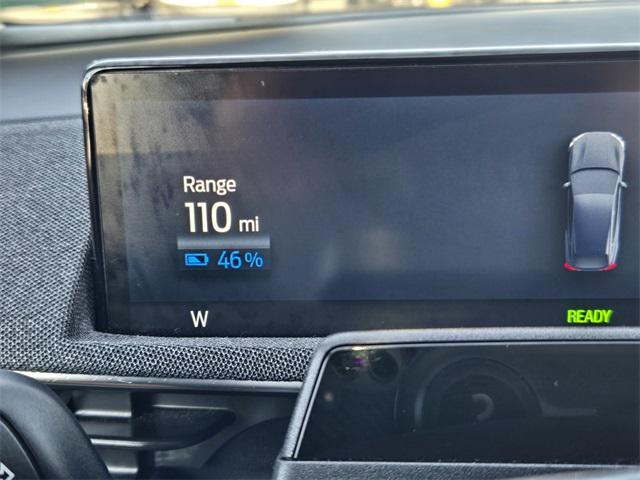 Range
110 mi
46%
W READY